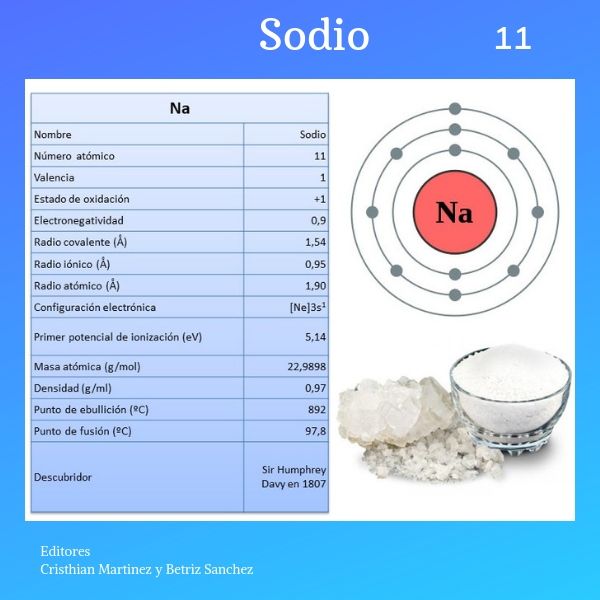 Sodio 11
Na
Nombre Sodio
Número atómico 11
Valencia 1
Estado de oxidación +1
Electronegatividad 0,9
Radio covalente (Å) 1,54
Radio iónico (Å) 0,95
Radio atómico (Å) 1,90
Configuración electrónica [Ne]3s¹
Primer potencial de ionización (eV) 5,14
Masa atómica (g/mol) 22,9898
Densidad (g/ml) 0,97
Punto de ebullición (ºC) 892
Punto de fusión (ºC) 97,8
Descubridor Sir Humphrey
Davy en 1807
Na
Editores
Cristhian Martinez y Betriz Sanchez